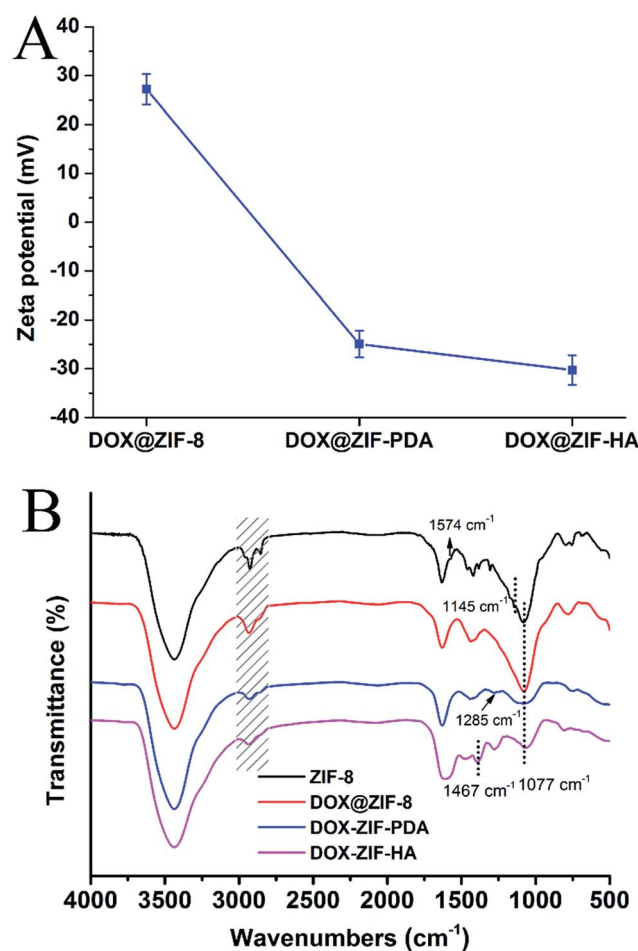 A
Zeta potential (mV)
40
30
20
10
0
-10
-20
-30
-40
DOX@ZIF-8 DOX@ZIF-PDA DOX@ZIF-HA
B
Transmittance (%)
1574 cm⁻¹
1145 cm⁻¹
1285 cm⁻¹
1467 cm⁻¹ 1077 cm⁻¹
ZIF-8
DOX@ZIF-8
DOX-ZIF-PDA
DOX-ZIF-HA
4000 3500 3000 2500 2000 1500 1000 500
Wavenumbers (cm⁻¹)